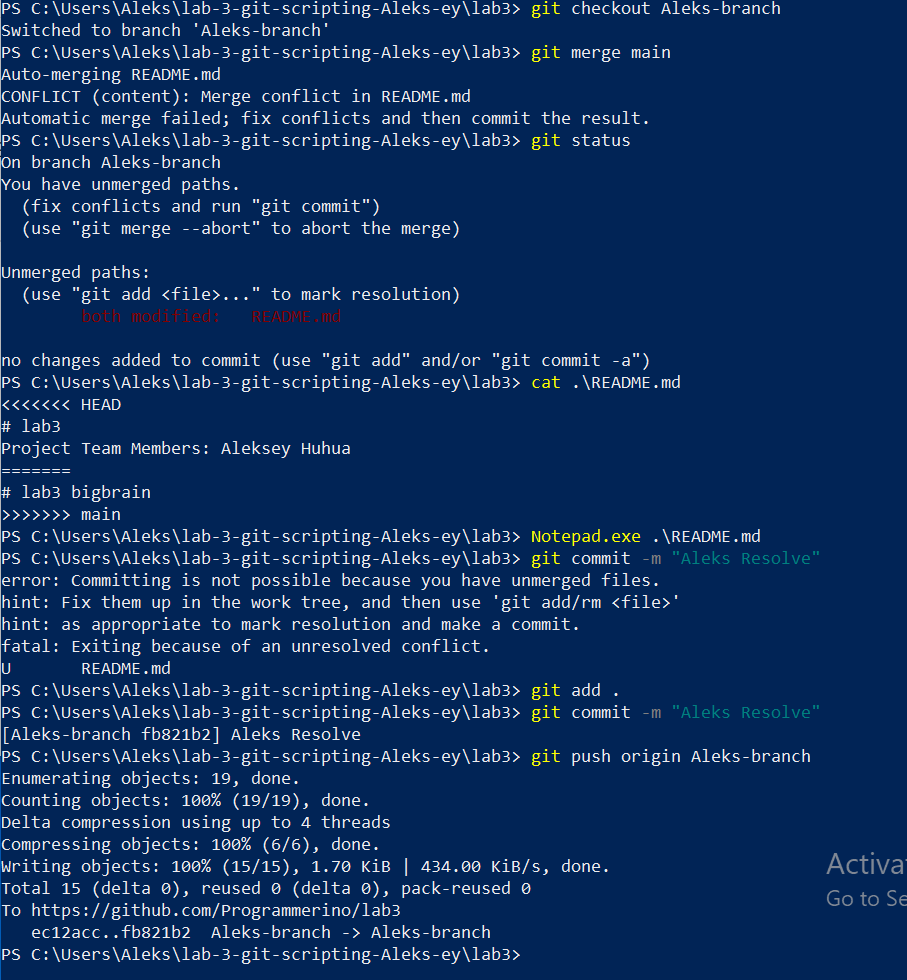 PS C:\Users\Aleks\lab-3-git-scripting-Aleks-ey\lab3> git checkout Aleks-branch
Switched to branch 'Aleks-branch'
PS C:\Users\Aleks\lab-3-git-scripting-Aleks-ey\lab3> git merge main
Auto-merging README.md
CONFLICT (content): Merge conflict in README.md
Automatic merge failed; fix conflicts and then commit the result.
PS C:\Users\Aleks\lab-3-git-scripting-Aleks-ey\lab3> git status
On branch Aleks-branch
You have unmerged paths.
  (fix conflicts and run "git commit")
  (use "git merge --abort" to abort the merge)

Unmerged paths:
  (use "git add <file>..." to mark resolution)
        both modified:   README.md

no changes added to commit (use "git add" and/or "git commit -a")
PS C:\Users\Aleks\lab-3-git-scripting-Aleks-ey\lab3> cat .\README.md
<<<<<<< HEAD
# lab3
Project Team Members: Aleksey Huhua
=======
# lab3 bigbrain
>>>>>>> main
PS C:\Users\Aleks\lab-3-git-scripting-Aleks-ey\lab3> Notepad.exe .\README.md
PS C:\Users\Aleks\lab-3-git-scripting-Aleks-ey\lab3> git commit -m "Aleks Resolve"
error: Committing is not possible because you have unmerged files.
hint: Fix them up in the work tree, and then use 'git add/rm <file>'
hint: as appropriate to mark resolution and make a commit.
fatal: Exiting because of an unresolved conflict.
U       README.md
PS C:\Users\Aleks\lab-3-git-scripting-Aleks-ey\lab3> git add .
PS C:\Users\Aleks\lab-3-git-scripting-Aleks-ey\lab3> git commit -m "Aleks Resolve"
[Aleks-branch fb821b2] Aleks Resolve
PS C:\Users\Aleks\lab-3-git-scripting-Aleks-ey\lab3> git push origin Aleks-branch
Enumerating objects: 19, done.
Counting objects: 100% (19/19), done.
Delta compression using up to 4 threads
Compressing objects: 100% (6/6), done.
Writing objects: 100% (15/15), 1.70 KiB | 434.00 KiB/s, done.
Total 15 (delta 0), reused 0 (delta 0), pack-reused 0
To https://github.com/Programmerino/lab3
   ec12acc..fb821b2  Aleks-branch -> Aleks-branch
PS C:\Users\Aleks\lab-3-git-scripting-Aleks-ey\lab3>
Activa
Go to Se